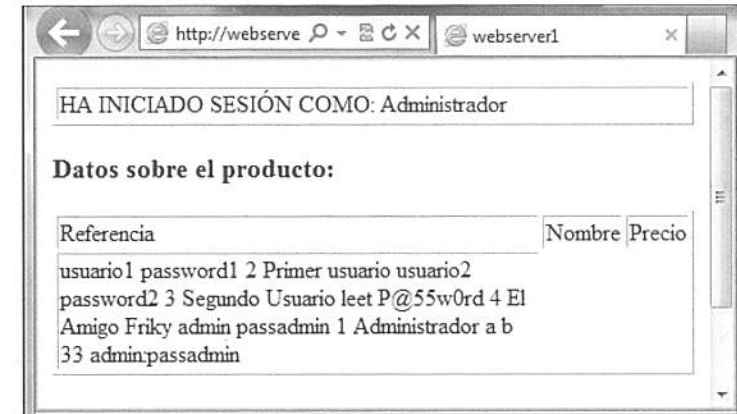 http://webserve
webserver1
HA INICIADO SESIÓN COMO: Administrador
Datos sobre el producto:
Referencia Nombre Precio
usuario1 password1 2 Primer usuario usuario2
password2 3 Segundo Usuario leet P@55w0rd 4 El
Amigo Friky admin passadmin 1 Administrador a b
33 admin:passadmin